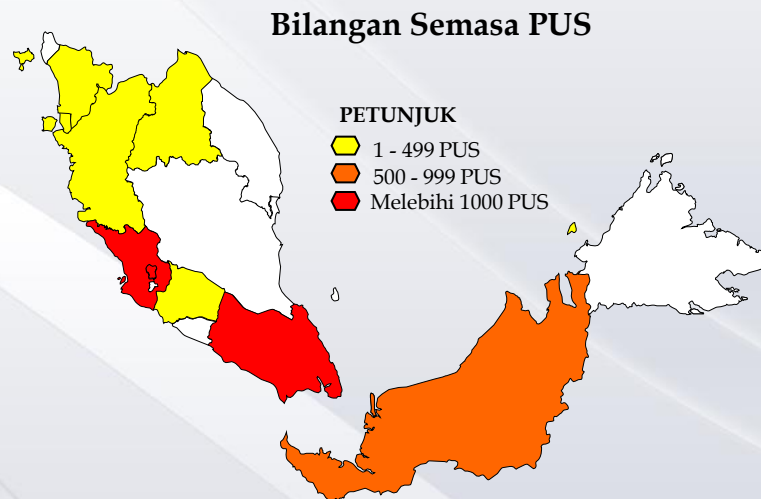 Bilangan Semasa PUS
PETUNJUK
1 - 499 PUS
500 - 999 PUS
Melebihi 1000 PUS